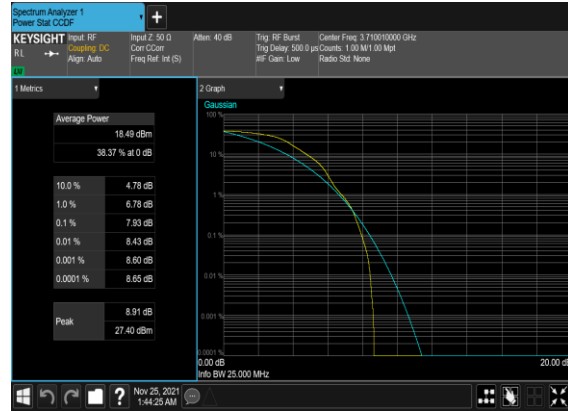 Spectrum Analyzer 1
Power Stat CCDF
+
KEYSIGHT
RL
Input: RF
Coupling: DC
Align: Auto
Input Z: 50 Ω
Corr CCorr
Freq Ref: Int (S)
Atten: 40 dB
Trig: RF Burst
Trig Delay: 500.0 µs
#IF Gain: Low
Center Freq: 3.710010000 GHz
Counts: 1.00 M/1.00 Mpt
Radio Std: None
LNI
1 Metrics
Average Power
18.49 dBm
38.37 % at 0 dB
10.0 % 4.78 dB
1.0 % 6.78 dB
0.1 % 7.93 dB
0.01 % 8.43 dB
0.001 % 8.60 dB
0.0001 % 8.65 dB
Peak
8.91 dB
27.40 dBm
2 Graph
Gaussian
100 %
10 %
1 %
0.1 %
0.01 %
0.001 %
0.0001 %
0.00 dB 20.00 dB
Info BW 25.000 MHz
?
Nov 25, 2021
1:44:25 AM